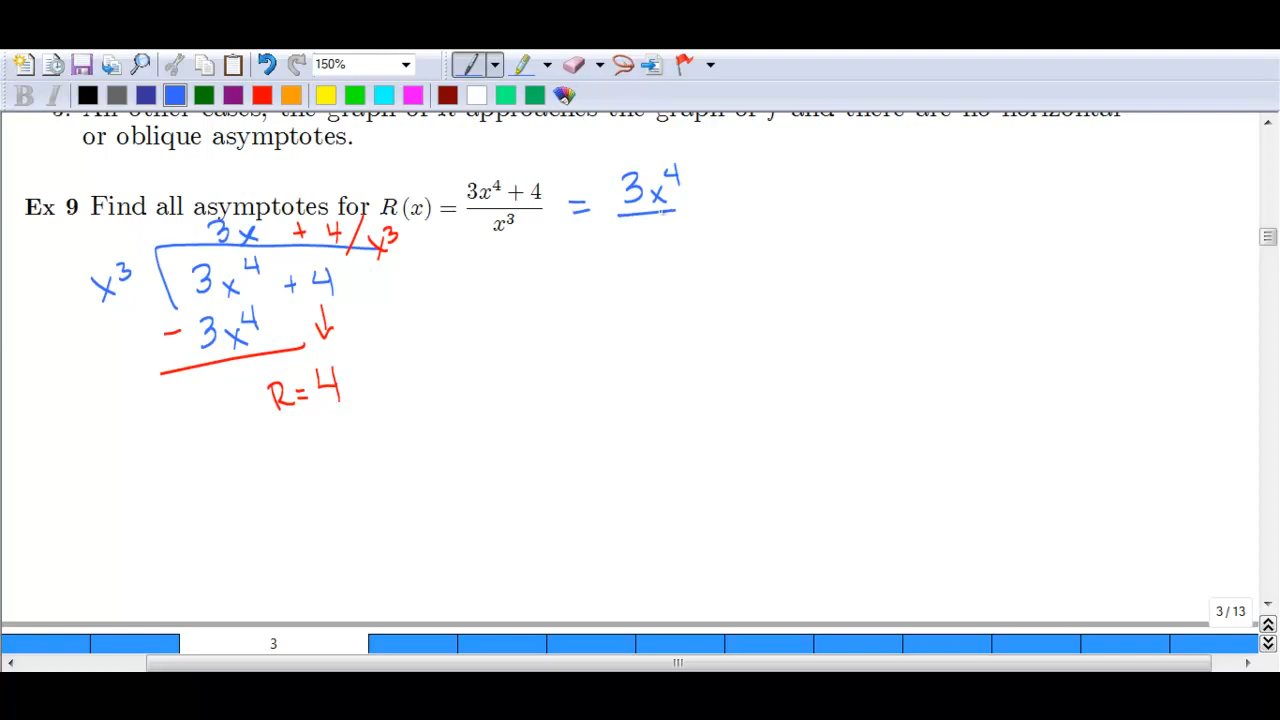 150%
B I
or oblique asymptotes.
Ex 9 Find all asymptotes for R(x) = (3x⁴ + 4)/x³ = 3x⁴
3x + 4/x³
x³ 3x⁴ + 4
- 3x⁴ ↓
R = 4
3 / 13
3